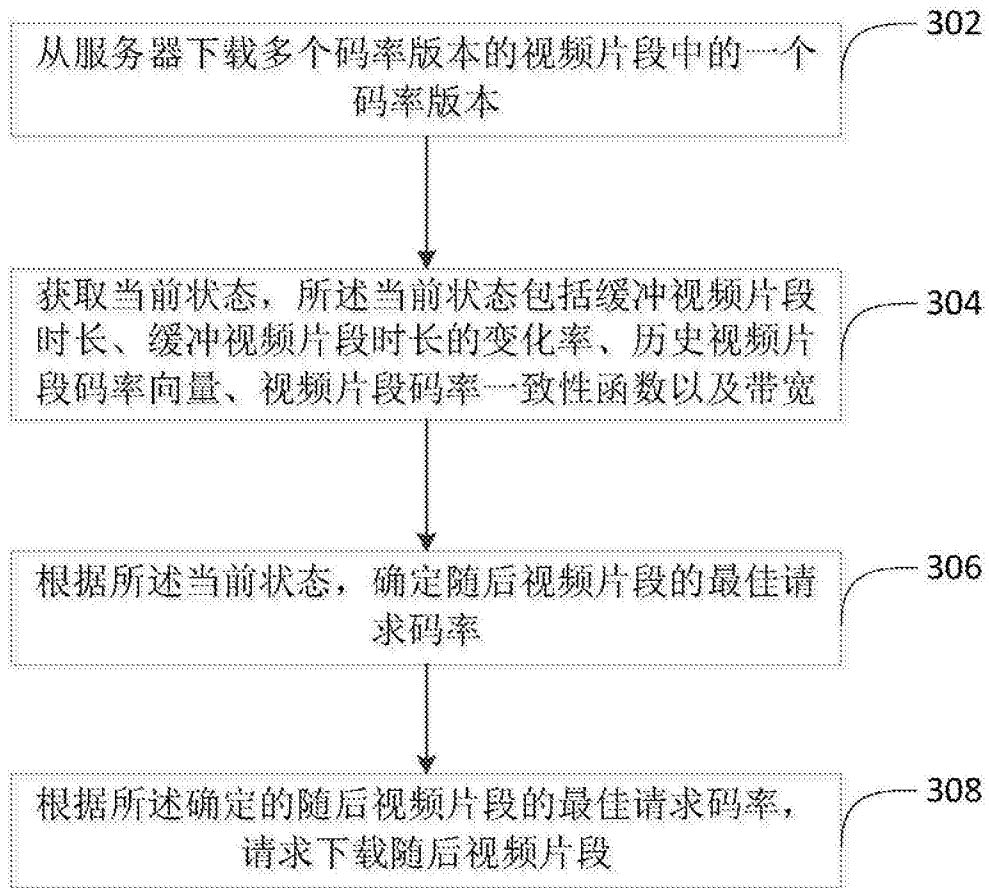 从服务器下载多个码率版本的视频片段中的一个
码率版本
302
获取当前状态，所述当前状态包括缓冲视频片段
时长、缓冲视频片段时长的变化率、历史视频片
段码率向量、视频片段码率一致性函数以及带宽
304
根据所述当前状态，确定随后视频片段的最佳请
求码率
306
根据所述确定的随后视频片段的最佳请求码率，
请求下载随后视频片段
308